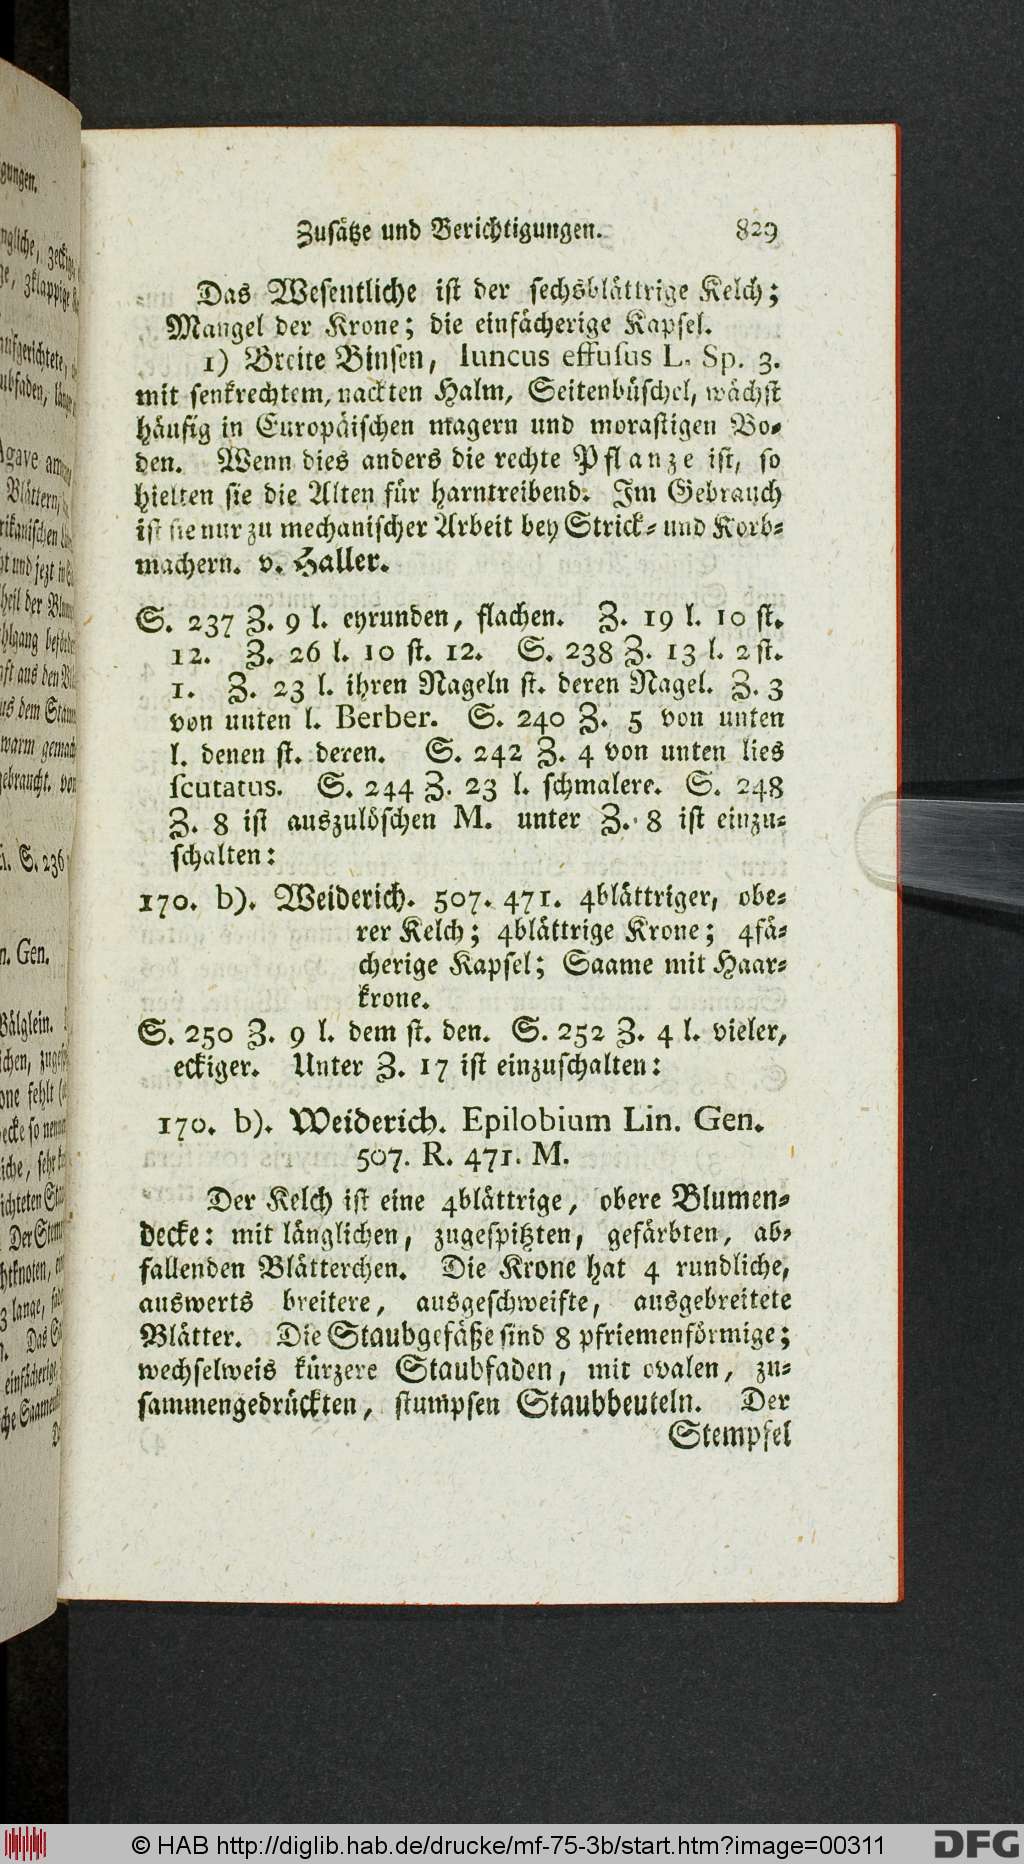 Zusätze und Berichtigungen. 829
Das Wesentliche ist der sechsblättrige Kelch;
Mangel der Krone; die einfächerige Kapsel.
1) Breite Binsen, Iuncus effusus L. Sp. 3.
mit senkrechtem, nackten Halm, Seitenbüschel, wächst
häufig in Europäischen magern und morastigen Bo-
den. Wenn dies anders die rechte Pflanze ist, so
hielten sie die Alten für harntreibend. Im Gebrauch
ist sie nur zu mechanischer Arbeit bey Strick- und Korb-
machern. v. Haller.
S. 237 Z. 9 l. eyrunden, flachen. Z. 19 l. 10 st.
12. Z. 26 l. 10 st. 12. S. 238 Z. 13 l. 2 st.
1. Z. 23 l. ihren Nageln st. deren Nagel. Z. 3
von unten l. Berber. S. 240 Z. 5 von unten
l. denen st. deren. S. 242 Z. 4 von unten lies
scutatus. S. 244 Z. 23 l. schmalere. S. 248
Z. 8 ist auszulöschen M. unter Z. 8 ist einzu-
schalten:
170. b). Weiderich. 507. 471. 4blättriger, obe-
rer Kelch; 4blättrige Krone; 4fä-
cherige Kapsel; Saame mit Haar-
krone.
S. 250 Z. 9 l. dem st. den. S. 252 Z. 4 l. vieler,
eckiger. Unter Z. 17 ist einzuschalten:
170. b). Weiderich. Epilobium Lin. Gen.
507. R. 471. M.
Der Kelch ist eine 4blättrige, obere Blumen-
decke: mit länglichen, zugespitzten, gefärbten, ab-
fallenden Blätterchen. Die Krone hat 4 rundliche,
auswerts breitere, ausgeschweifte, ausgebreitete
Blätter. Die Staubgefäße sind 8 pfriemenförmige;
wechselweis kürzere Staubfaden, mit ovalen, zu-
sammengedrückten, stumpfen Staubbeuteln. Der
Stempfel
© HAB http://diglib.hab.de/drucke/mf-75-3b/start.htm?image=00311
DFG